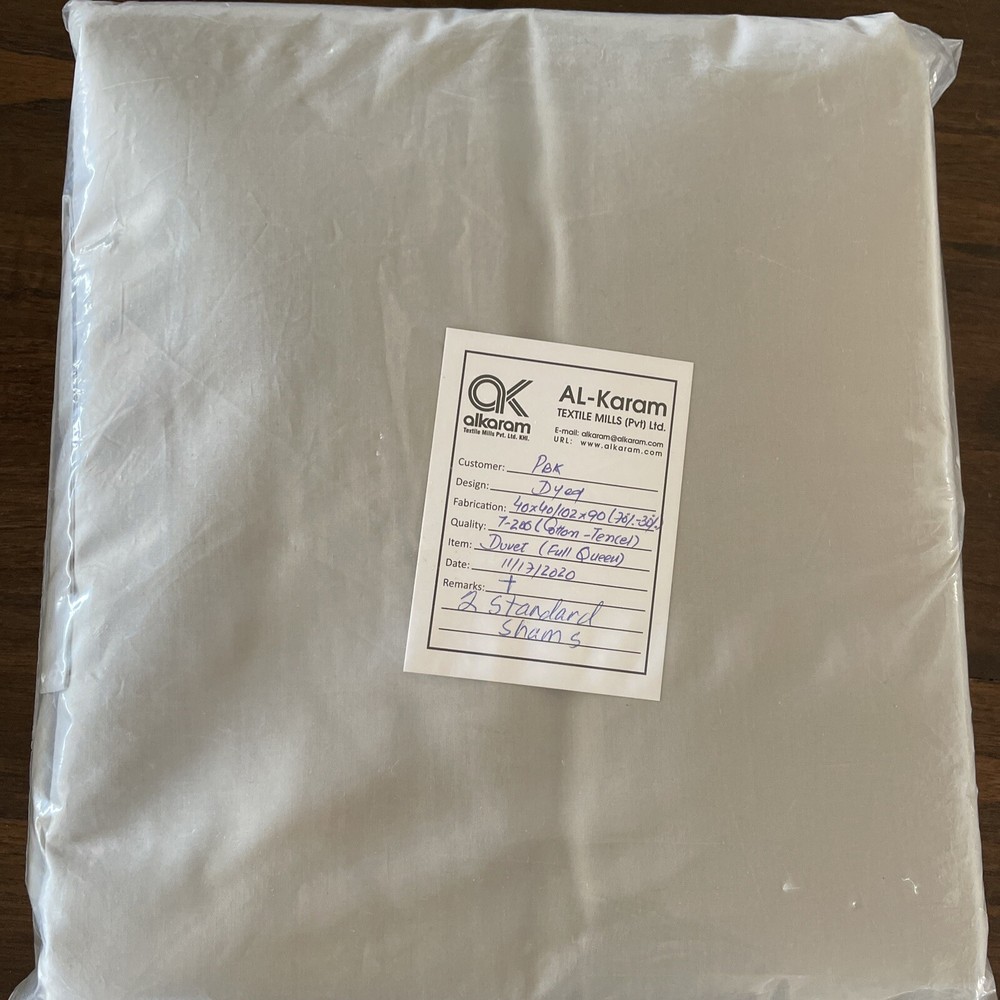 AK
alkaram
Textile Mills Pvt. Ltd. KHI.
AL-Karam
TEXTILE MILLS (Pvt) Ltd.
E-mail: alkaram@alkaram.com
URL: www.alkaram.com
Customer: PBK
Design: Dyed
Fabrication: 40x40/102x90 (70%-30%)
Quality: T-200 (Cotton-Tencel)
Item: Duvet (Full Queen)
Date: 11/17/2020
Remarks: +
2 Standard
Shams